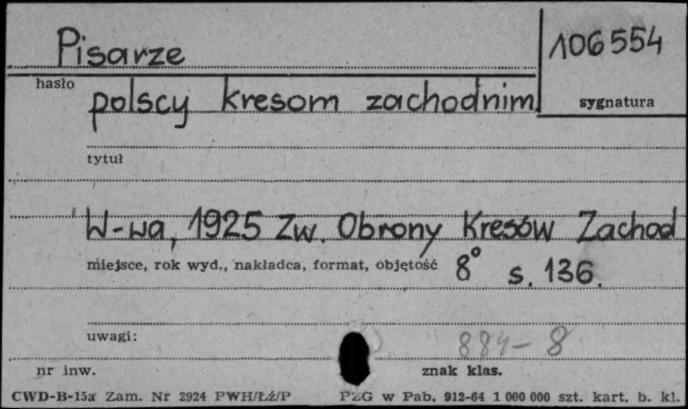 Pisarze
106554
hasło
polscy kresom zachodnim
sygnatura
tytuł
W-wa, 1925 Zw. Obrony Kresów Zachod
miejsce, rok wyd., nakładca, format, objętość 8° s. 136.
uwagi:
884-8
nr inw.
znak klas.
CWD-B-15a Zam. Nr 2924 PWH/Łź/P
PZG w Pab. 912-64 1 000 000 szt. kart. b. kl.